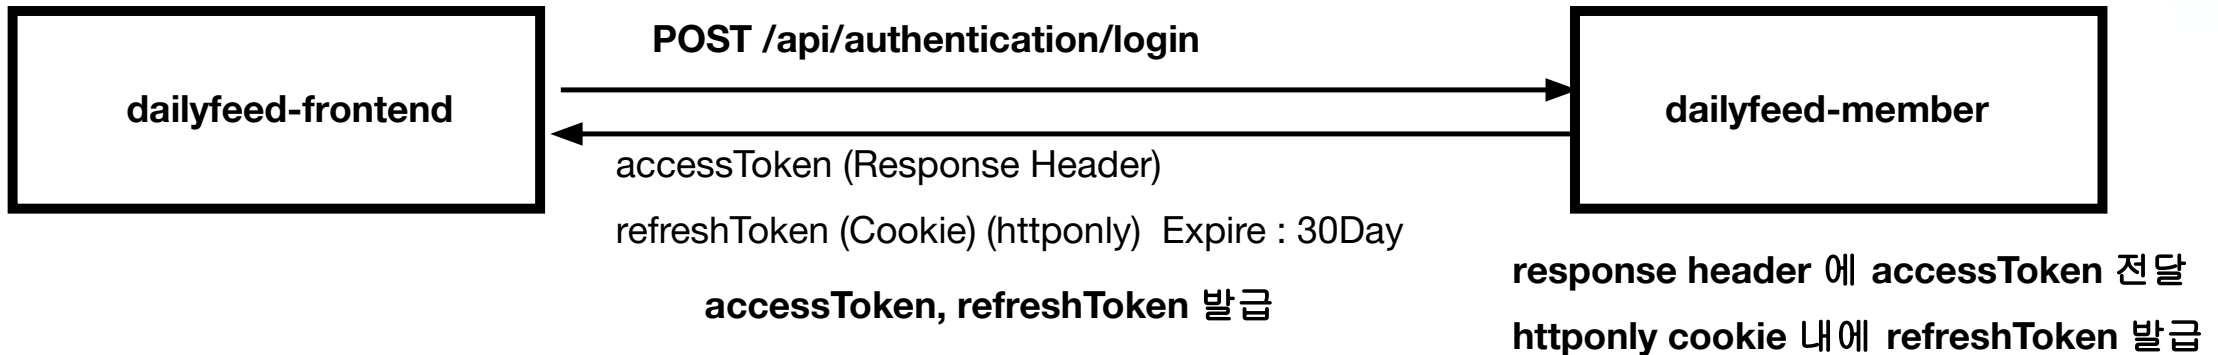 POST /api/authentication/login
dailyfeed-frontend
dailyfeed-member
accessToken (Response Header)
refreshToken (Cookie) (httponly) Expire : 30Day
accessToken, refreshToken 발급
response header 에 accessToken 전달
httponly cookie 내에 refreshToken 발급